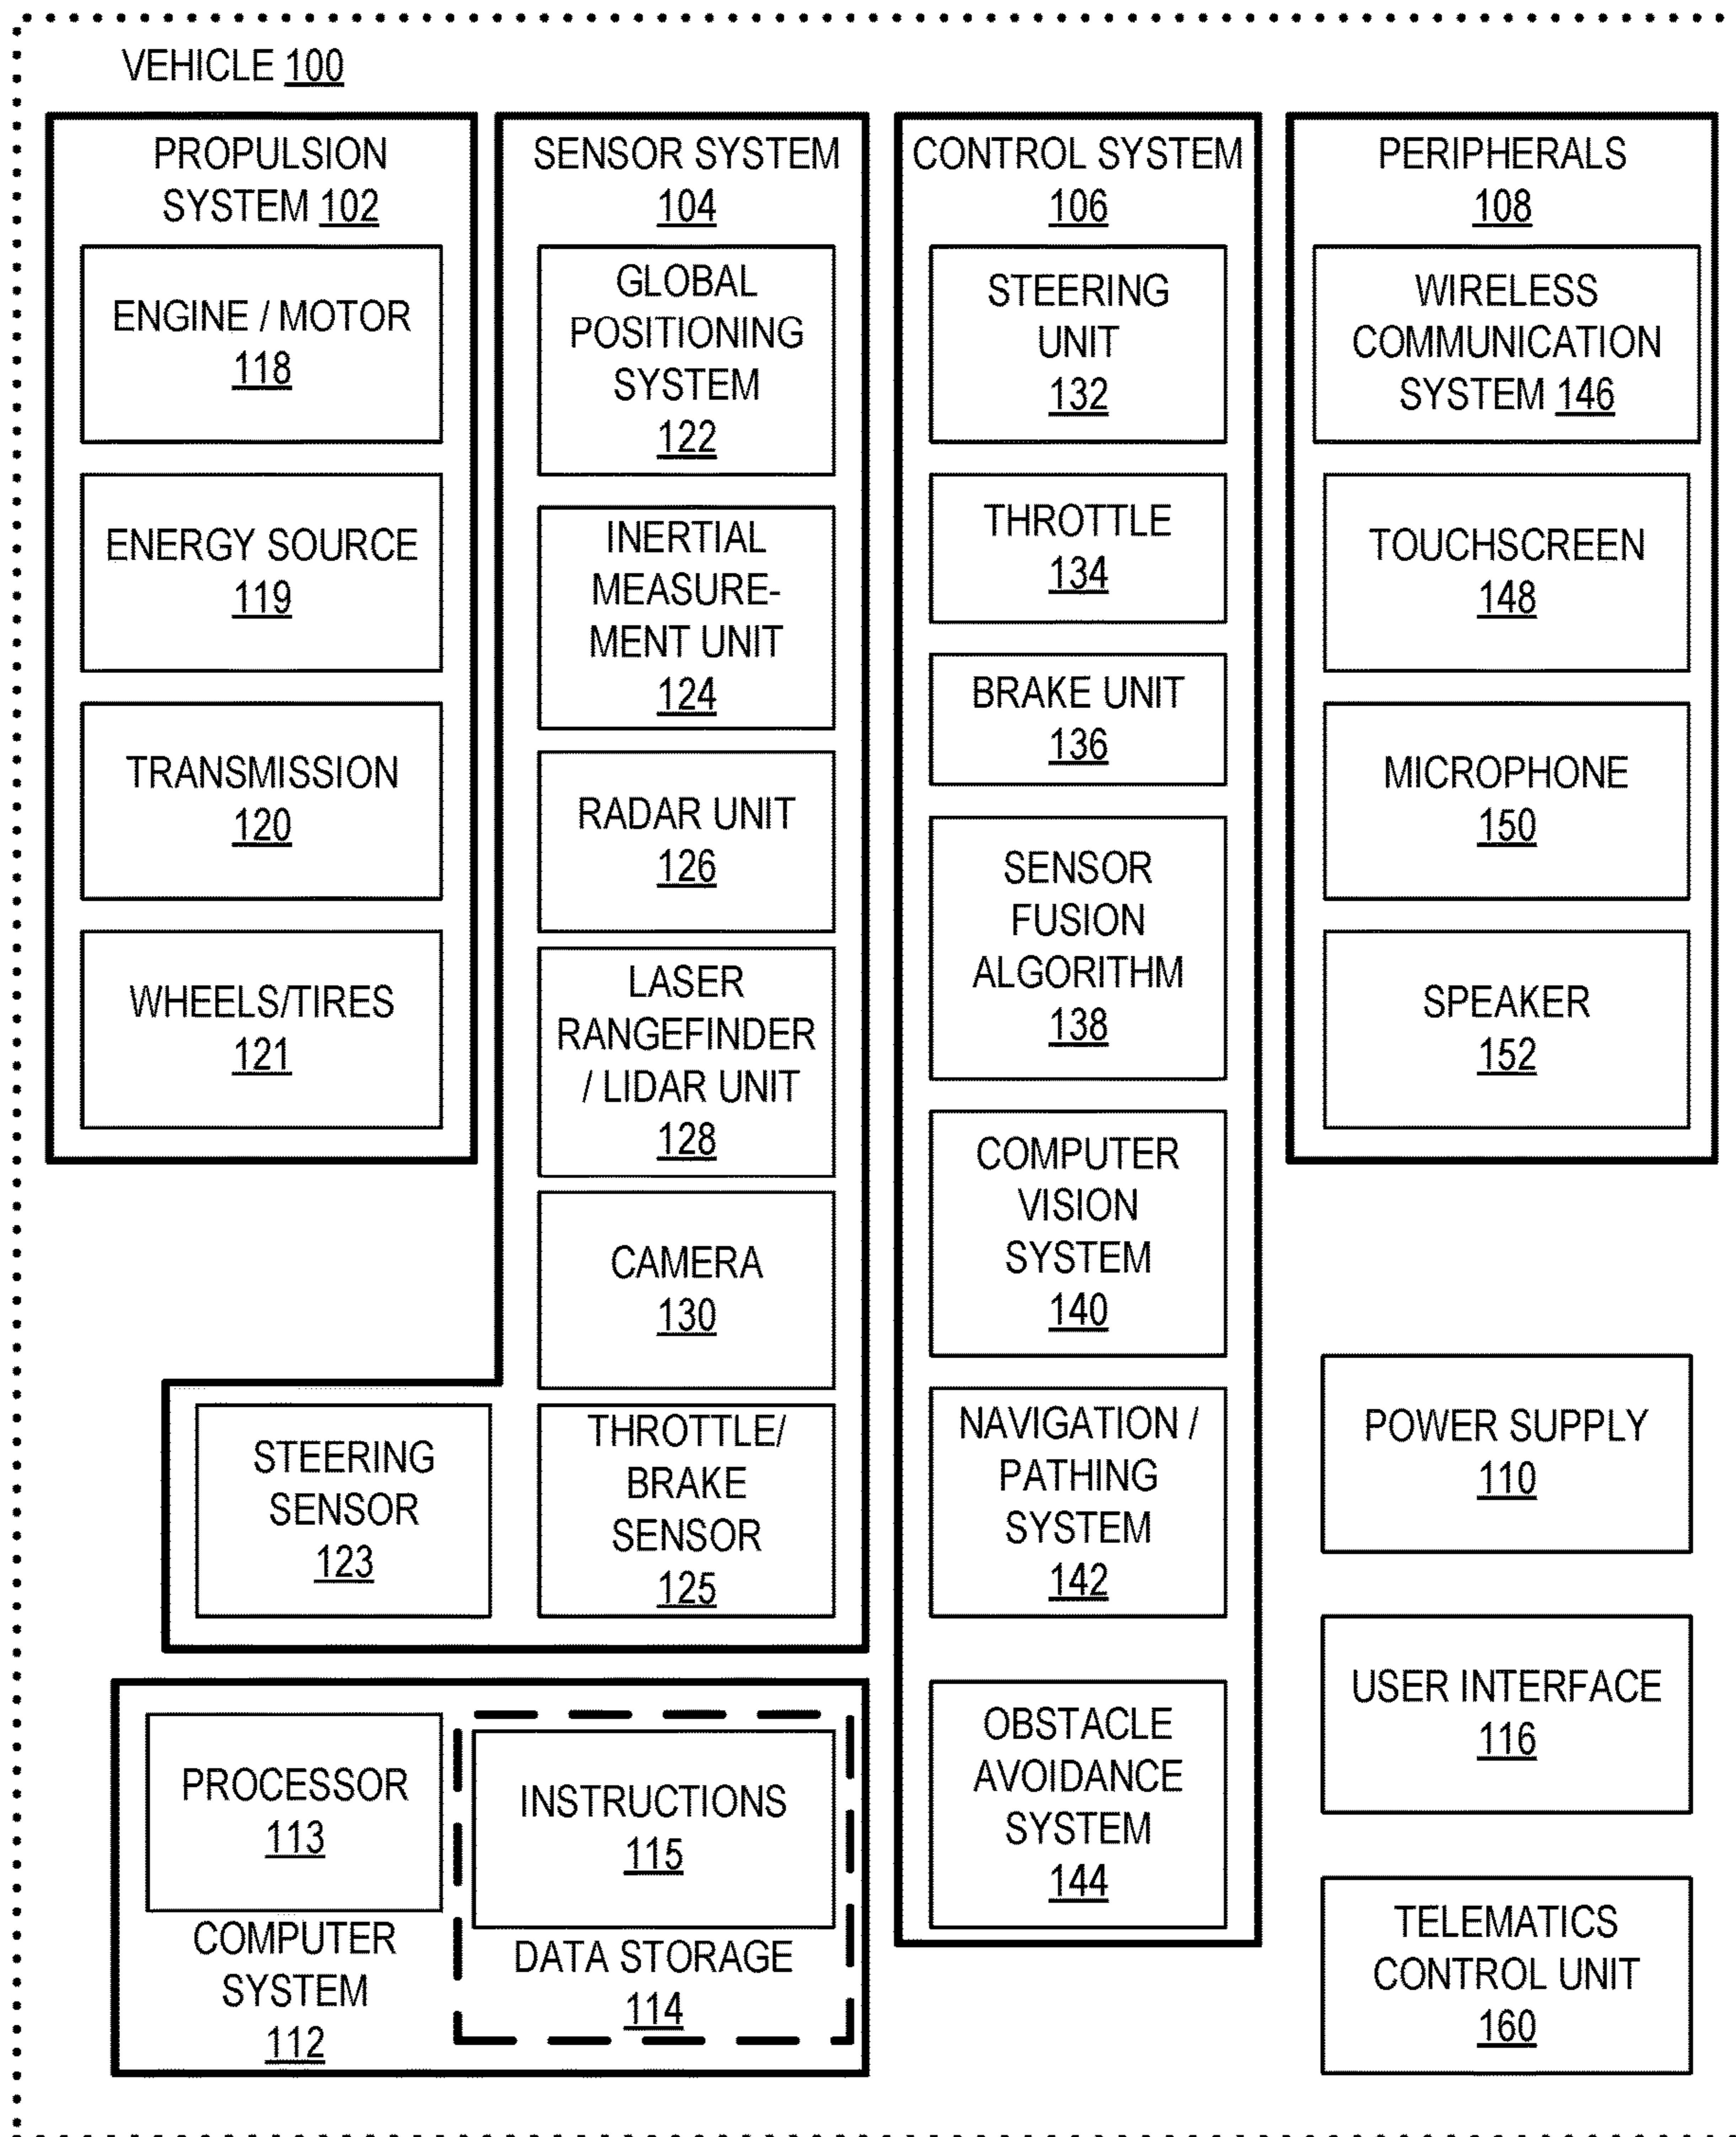 VEHICLE 100
PROPULSION
SYSTEM 102
ENGINE / MOTOR
118
ENERGY SOURCE
119
TRANSMISSION
120
WHEELS/TIRES
121
SENSOR SYSTEM
104
GLOBAL
POSITIONING
SYSTEM
122
INERTIAL
MEASURE-
MENT UNIT
124
RADAR UNIT
126
LASER
RANGEFINDER
/ LIDAR UNIT
128
CAMERA
130
STEERING
SENSOR
123
THROTTLE/
BRAKE
SENSOR
125
CONTROL SYSTEM
106
STEERING
UNIT
132
THROTTLE
134
BRAKE UNIT
136
SENSOR
FUSION
ALGORITHM
138
COMPUTER
VISION
SYSTEM
140
NAVIGATION /
PATHING
SYSTEM
142
OBSTACLE
AVOIDANCE
SYSTEM
144
PERIPHERALS
108
WIRELESS
COMMUNICATION
SYSTEM 146
TOUCHSCREEN
148
MICROPHONE
150
SPEAKER
152
PROCESSOR
113
COMPUTER
SYSTEM
112
INSTRUCTIONS
115
DATA STORAGE
114
POWER SUPPLY
110
USER INTERFACE
116
TELEMATICS
CONTROL UNIT
160